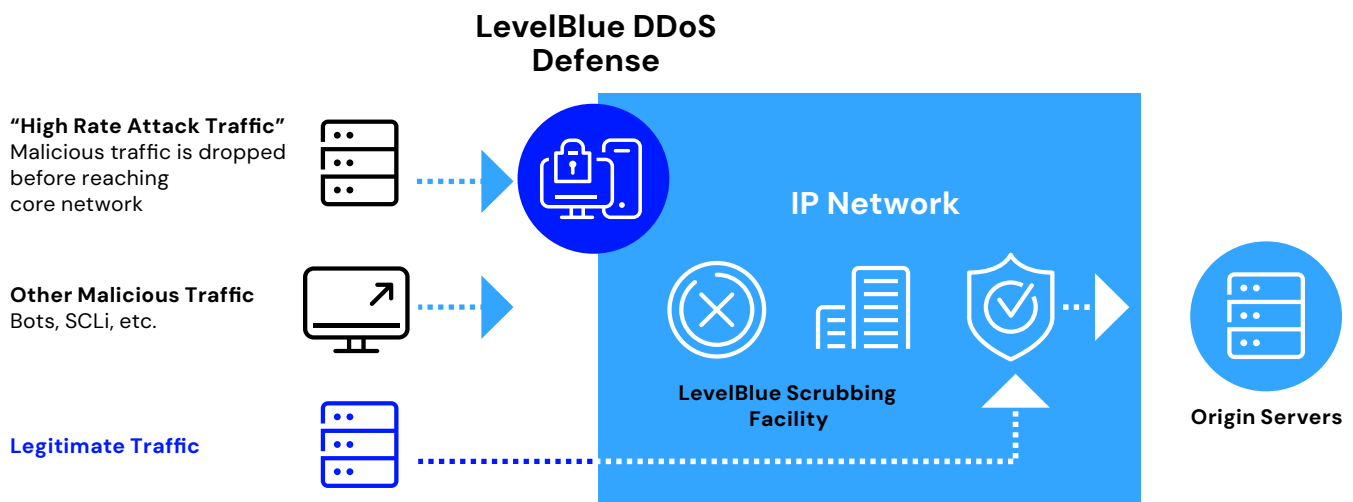 LevelBlue DDoS
Defense
“High Rate Attack Traffic”
Malicious traffic is dropped
before reaching
core network
IP Network
Other Malicious Traffic
Bots, SCLi, etc.
LevelBlue Scrubbing
Facility
Origin Servers
Legitimate Traffic